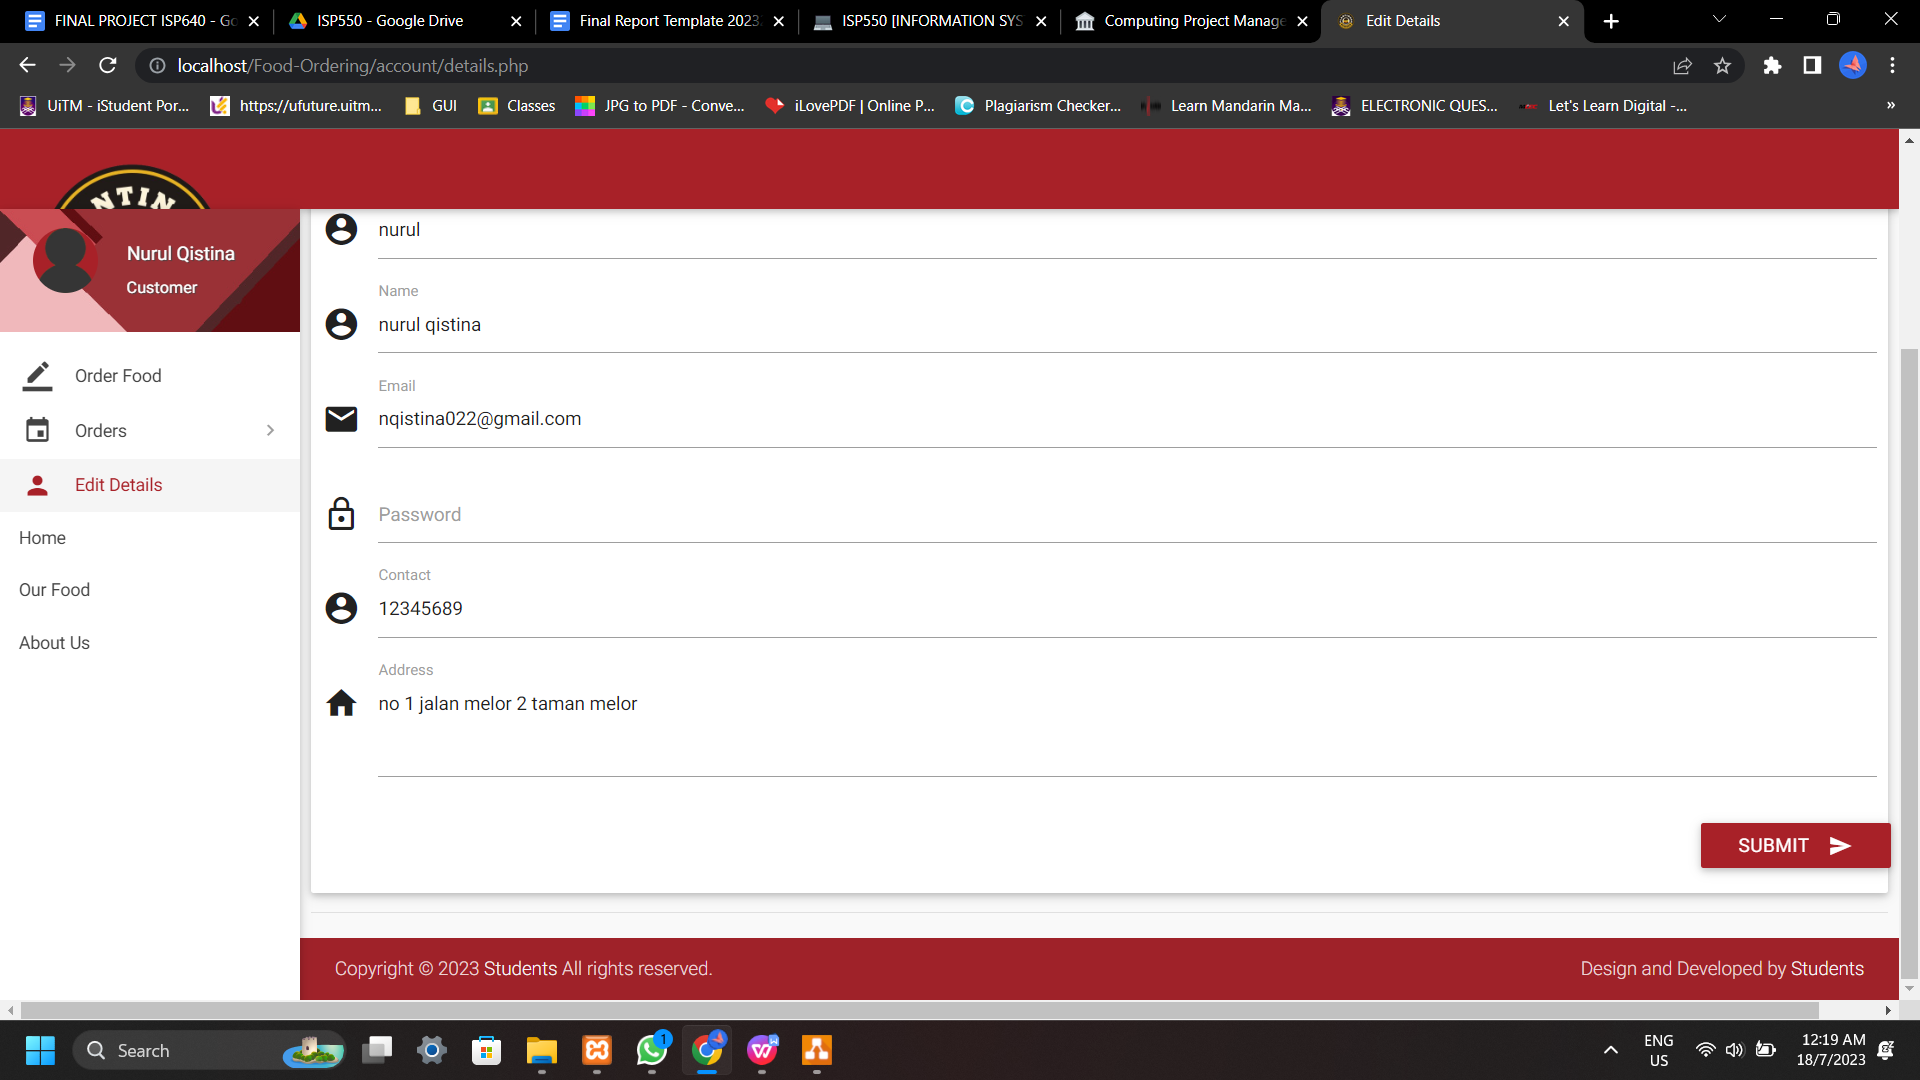 FINAL PROJECT ISP640 - Go
ISP550 - Google Drive
Final Report Template 2023
ISP550 [INFORMATION SYS
Computing Project Manage
Edit Details
localhost/Food-Ordering/account/details.php
UiTM - iStudent Por...
https://ufuture.uitm...
GUI
Classes
JPG to PDF - Conve...
iLovePDF | Online P...
Plagiarism Checker...
Learn Mandarin Ma...
ELECTRONIC QUES...
Let's Learn Digital -...
»
NTIN
Nurul Qistina
Customer
Order Food
Orders
Edit Details
Home
Our Food
About Us
nurul
Name
nurul qistina
Email
nqistina022@gmail.com
Password
Contact
12345689
Address
no 1 jalan melor 2 taman melor
SUBMIT
Copyright © 2023 Students All rights reserved.
Design and Developed by Students
Search
1
ENG
US
12:19 AM
18/7/2023